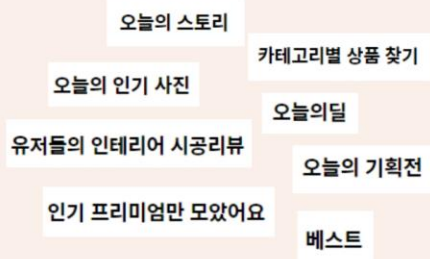 오늘의 스토리
카테고리별 상품 찾기
오늘의 인기 사진
오늘의딜
유저들의 인테리어 시공리뷰
오늘의 기획전
인기 프리미엄만 모았어요
베스트